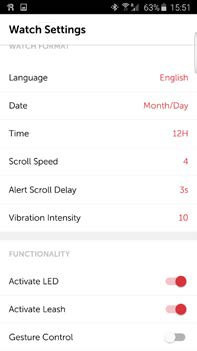 63% 15:51
Watch Settings
WATCH FORMAT
Language English
Date Month/Day
Time 12H
Scroll Speed 4
Alert Scroll Delay 3s
Vibration Intensity 10
FUNCTIONALITY
Activate LED
Activate Leash
Gesture Control